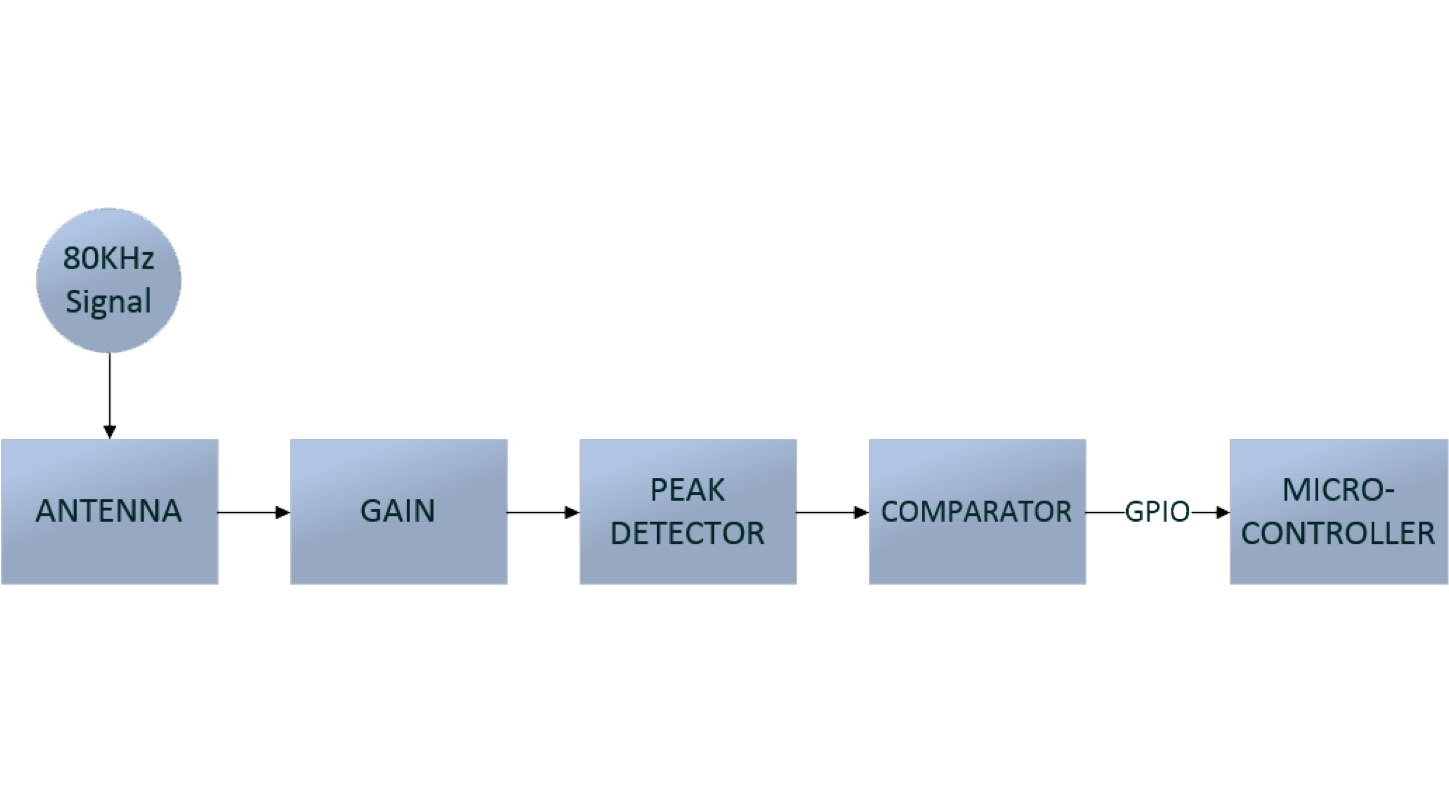 80KHz
Signal
ANTENNA
GAIN
PEAK
DETECTOR
COMPARATOR
GPIO
MICRO-
CONTROLLER